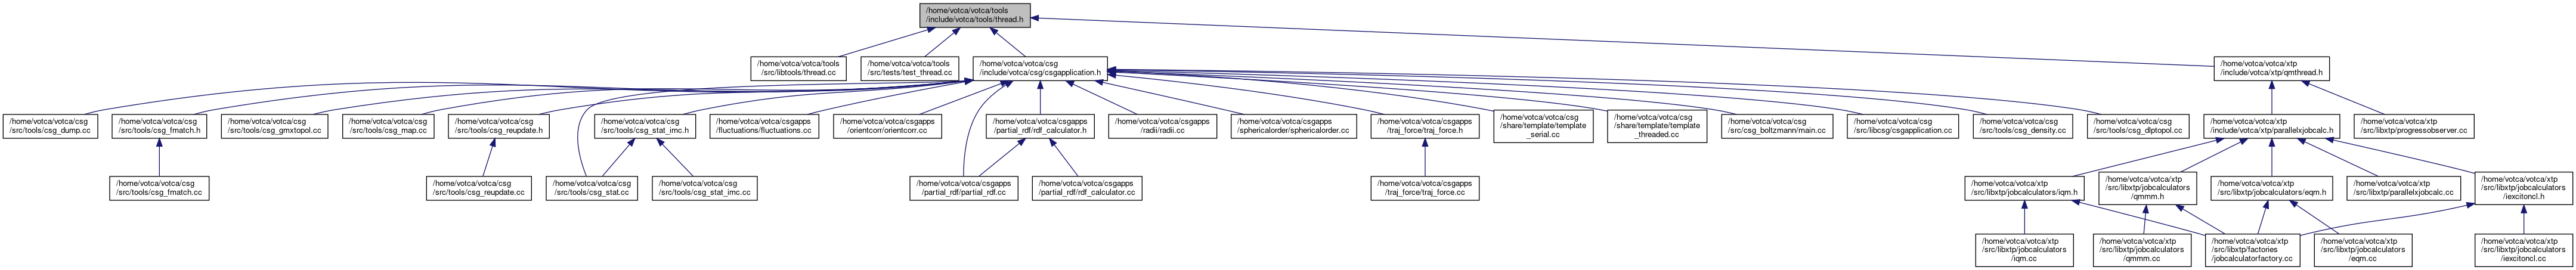 /home/votca/votca/tools
/include/votca/tools/thread.h
/home/votca/votca/tools
/src/libtools/thread.cc
/home/votca/votca/tools
/src/tests/test_thread.cc
/home/votca/votca/csg
/include/votca/csg/csgapplication.h
/home/votca/votca/xtp
/include/votca/xtp/qmthread.h
/home/votca/votca/csg
/src/tools/csg_dump.cc
/home/votca/votca/csg
/src/tools/csg_fmatch.h
/home/votca/votca/csg
/src/tools/csg_gmxtopol.cc
/home/votca/votca/csg
/src/tools/csg_map.cc
/home/votca/votca/csg
/src/tools/csg_reupdate.h
/home/votca/votca/csg
/src/tools/csg_stat_imc.h
/home/votca/votca/csgapps
/fluctuations/fluctuations.cc
/home/votca/votca/csgapps
/orientcorr/orientcorr.cc
/home/votca/votca/csgapps
/partial_rdf/rdf_calculator.h
/home/votca/votca/csgapps
/radii/radii.cc
/home/votca/votca/csgapps
/sphericalorder/sphericalorder.cc
/home/votca/votca/csgapps
/traj_force/traj_force.h
/home/votca/votca/csg
/share/template/template
_serial.cc
/home/votca/votca/csg
/share/template/template
_threaded.cc
/home/votca/votca/csg
/src/csg_boltzmann/main.cc
/home/votca/votca/csg
/src/libcsg/csgapplication.cc
/home/votca/votca/csg
/src/tools/csg_density.cc
/home/votca/votca/csg
/src/tools/csg_dlptopol.cc
/home/votca/votca/xtp
/include/votca/xtp/parallelxjobcalc.h
/home/votca/votca/xtp
/src/libxtp/progressobserver.cc
/home/votca/votca/csg
/src/tools/csg_fmatch.cc
/home/votca/votca/csg
/src/tools/csg_reupdate.cc
/home/votca/votca/csg
/src/tools/csg_stat.cc
/home/votca/votca/csg
/src/tools/csg_stat_imc.cc
/home/votca/votca/csgapps
/partial_rdf/partial_rdf.cc
/home/votca/votca/csgapps
/partial_rdf/rdf_calculator.cc
/home/votca/votca/csgapps
/traj_force/traj_force.cc
/home/votca/votca/xtp
/src/libxtp/jobcalculators/iqm.h
/home/votca/votca/xtp
/src/libxtp/jobcalculators
/qmmm.h
/home/votca/votca/xtp
/src/libxtp/jobcalculators/eqm.h
/home/votca/votca/xtp
/src/libxtp/parallelxjobcalc.cc
/home/votca/votca/xtp
/src/libxtp/jobcalculators
/iexcitoncl.h
/home/votca/votca/xtp
/src/libxtp/jobcalculators
/iqm.cc
/home/votca/votca/xtp
/src/libxtp/jobcalculators
/qmmm.cc
/home/votca/votca/xtp
/src/libxtp/factories
/jobcalculatorfactory.cc
/home/votca/votca/xtp
/src/libxtp/jobcalculators
/eqm.cc
/home/votca/votca/xtp
/src/libxtp/jobcalculators
/iexcitoncl.cc